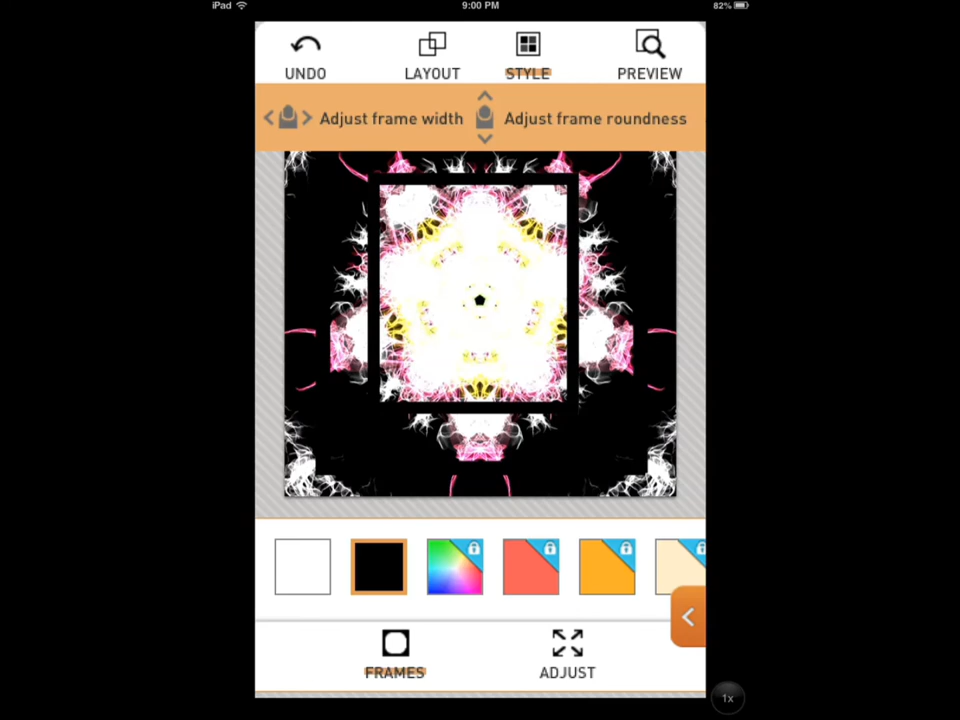 iPad 9:00 PM 82%
UNDO LAYOUT STYLE PREVIEW
Adjust frame width Adjust frame roundness
FRAMES ADJUST
1x